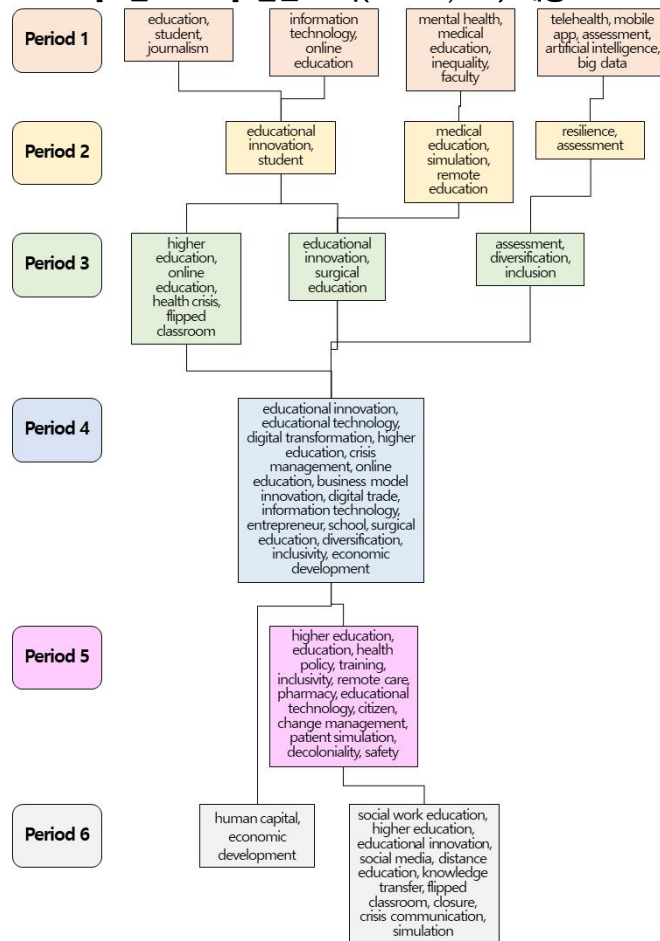 Period 1
education,
student,
journalism
information
technology,
online
education
mental health,
medical
education,
inequality,
faculty
telehealth, mobile
app, assessment,
artificial intelligence,
big data
Period 2
educational
innovation,
student
medical
education,
simulation,
remote
education
resilience,
assessment
Period 3
higher
education,
online
education,
health crisis,
flipped
classroom
educational
innovation,
surgical
education
assessment,
diversification,
inclusion
Period 4
educational innovation,
educational technology,
digital transformation, higher
education, crisis
management, online
education, business model
innovation, digital trade,
information technology,
entrepreneur, school, surgical
education, diversification,
inclusivity, economic
development
Period 5
higher education,
education, health
policy, training,
inclusivity, remote care,
pharmacy, educational
technology, citizen,
change management,
patient simulation,
decoloniality, safety
Period 6
human capital,
economic
development
social work education,
higher education,
educational innovation,
social media, distance
education, knowledge
transfer, flipped
classroom, closure,
crisis communication,
simulation